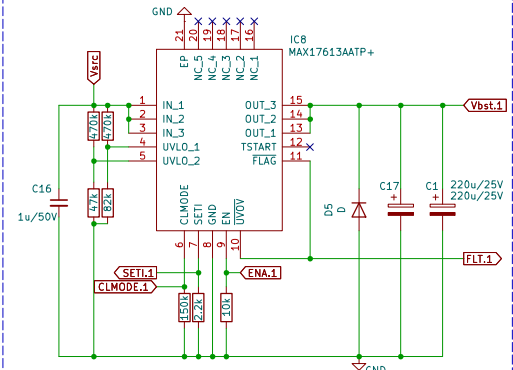 GND
IC8
MAX17613AATP+
Vsrc
21
20
19
18
17
16
EP
NC_5
NC_4
NC_3
NC_2
NC_1
1
IN_1
2
IN_2
3
IN_3
4
UVLO_1
5
UVLO_2
OUT_3
15
OUT_2
14
OUT_1
13
TSTART
12
FLAG
11
Vbst.1
470k
470k
47k
82k
C16
1u/50V
CLMODE
SETI
GND
EN
UVOV
6
7
8
9
10
D5
D
C17
C1
220u/25V
220u/25V
+
+
FLT.1
SETI.1
CLMODE.1
ENA.1
150k
2.2k
10k
GND